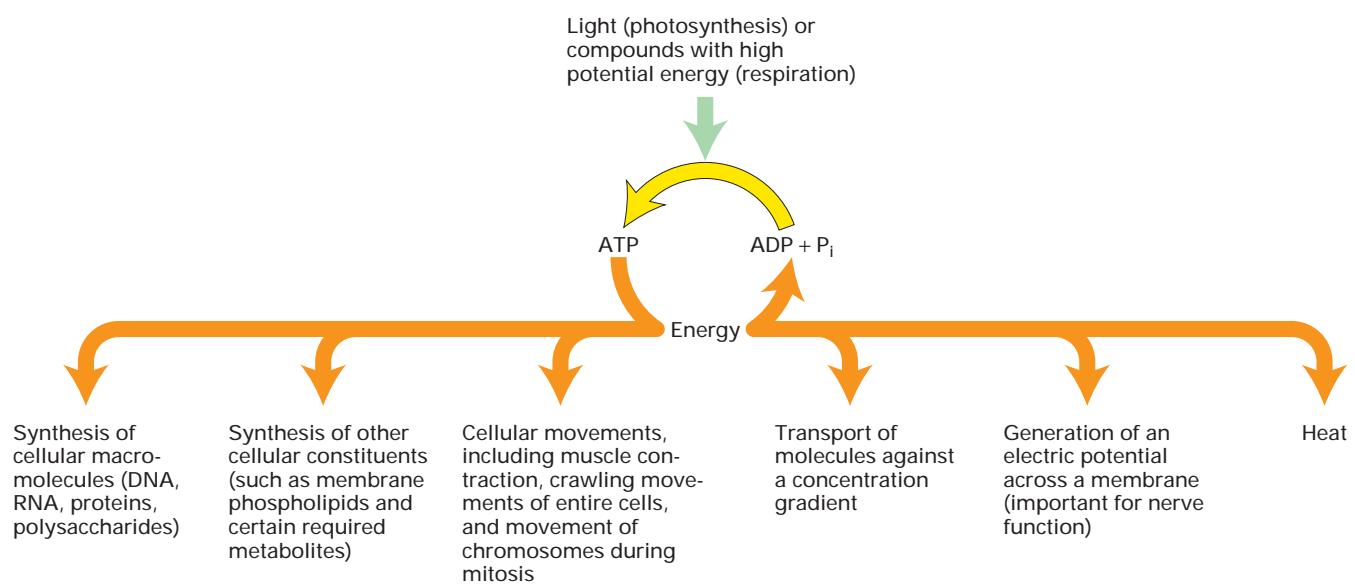 Light (photosynthesis) or
compounds with high
potential energy (respiration)
ATP
ADP + Pi
Energy
Synthesis of
cellular macro-
molecules (DNA,
RNA, proteins,
polysaccharides)
Synthesis of other
cellular constituents
(such as membrane
phospholipids and
certain required
metabolites)
Cellular movements,
including muscle con-
traction, crawling move-
ments of entire cells,
and movement of
chromosomes during
mitosis
Transport of
molecules against
a concentration
gradient
Generation of an
electric potential
across a membrane
(important for nerve
function)
Heat